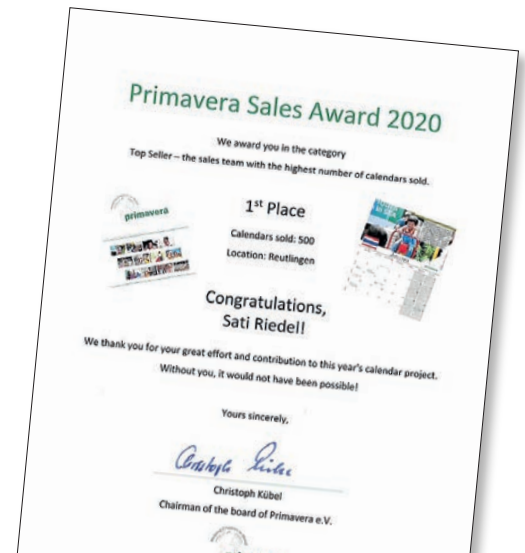 Primavera Sales Award 2020
We award you in the category
Top Seller – the sales team with the highest number of calendars sold.
primavera
1st Place
Calendars sold: 500
Location: Reutlingen
Congratulations,
Sati Riedel!
We thank you for your great effort and contribution to this year's calendar project.
Without you, it would not have been possible!
Yours sincerely,
Christoph Kübel
Chairman of the board of Primavera e.V.